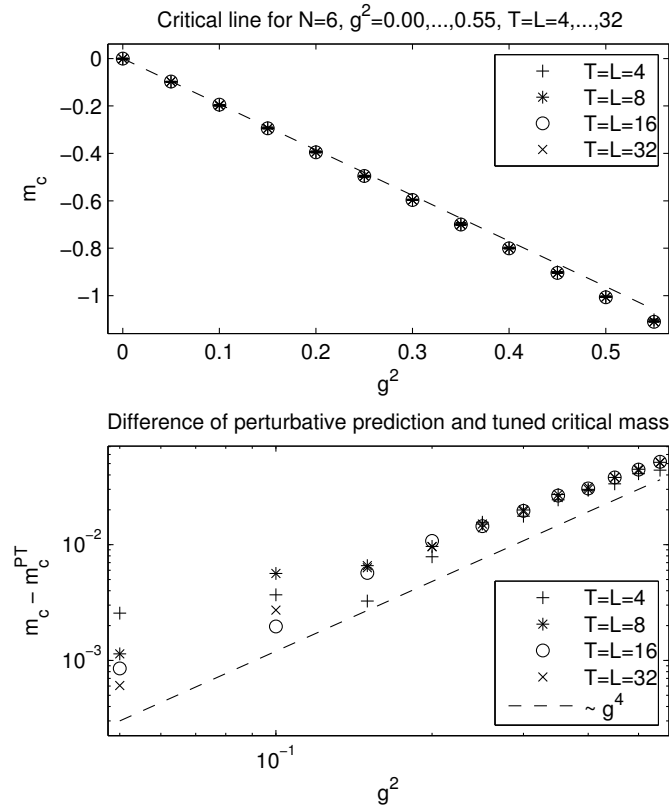 Critical line for N=6, g²=0.00,...,0.55, T=L=4,...,32
0
−0.2
−0.4
−0.6
−0.8
−1
m_c
0 0.1 0.2 0.3 0.4 0.5
g²
T=L=4
T=L=8
T=L=16
T=L=32
Difference of perturbative prediction and tuned critical mass
10⁻²
10⁻³
m_c − m_c^PT
10⁻¹
g²
T=L=4
T=L=8
T=L=16
T=L=32
~ g⁴